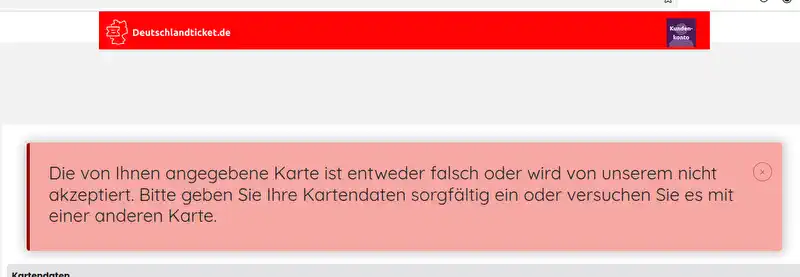 Deutschlandticket.de
Kunden-
konto
Die von Ihnen angegebene Karte ist entweder falsch oder wird von unserem nicht
akzeptiert. Bitte geben Sie Ihre Kartendaten sorgfältig ein oder versuchen Sie es mit
einer anderen Karte.
Kartendaten